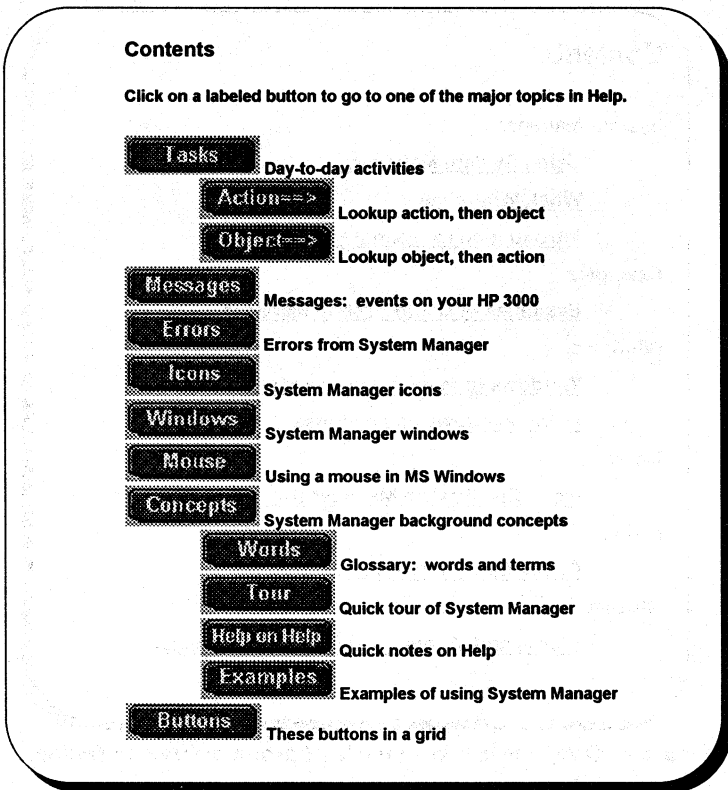 Contents
Click on a labeled button to go to one of the major topics in Help.
Tasks Day-to-day activities
Action==> Lookup action, then object
Object==> Lookup object, then action
Messages Messages: events on your HP 3000
Errors Errors from System Manager
Icons System Manager icons
Windows System Manager windows
Mouse Using a mouse in MS Windows
Concepts System Manager background concepts
Words Glossary: words and terms
Tour Quick tour of System Manager
Help on Help Quick notes on Help
Examples Examples of using System Manager
Buttons These buttons in a grid